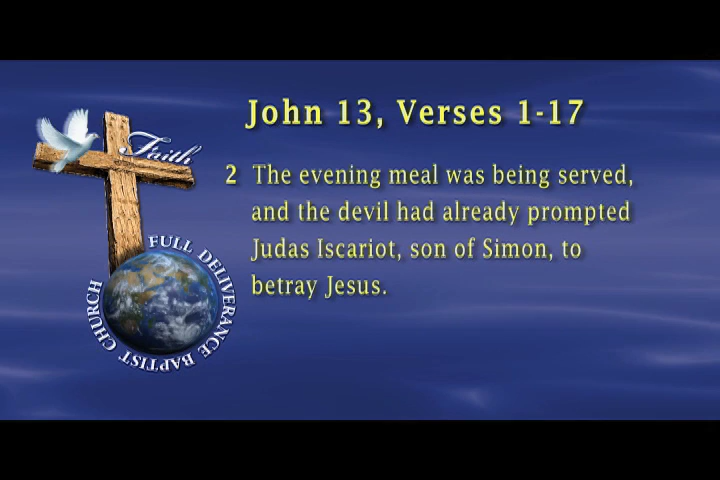 John 13, Verses 1-17
Faith
2 The evening meal was being served,
and the devil had already prompted
Judas Iscariot, son of Simon, to
betray Jesus.
FULL DELIVERANCE BAPTIST CHURCH